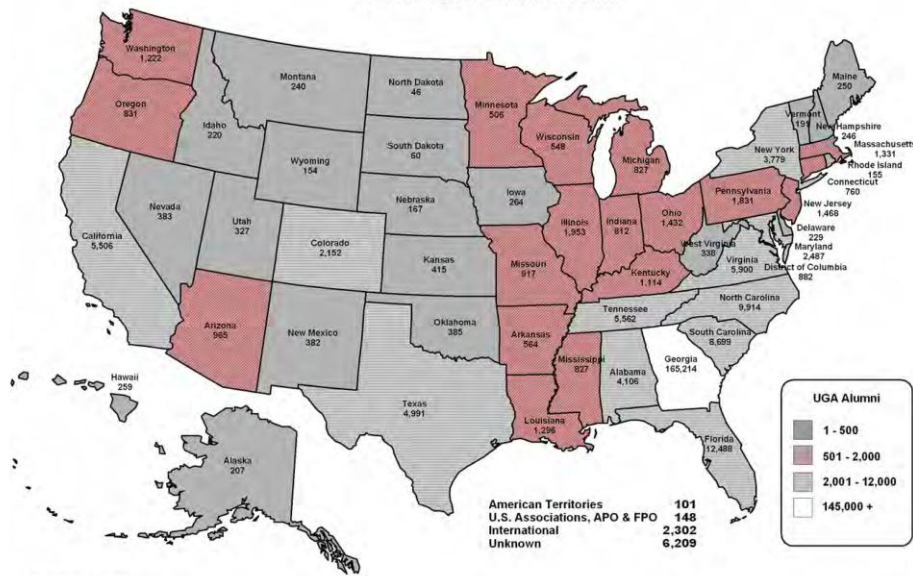 Washington
1,222
Oregon
831
Montana
240
North Dakota
46
Minnesota
506
Maine
250
Vermont
191
New Hampshire
246
Massachusetts
1,331
Rhode Island
155
Connecticut
760
New York
3,779
Idaho
220
South Dakota
60
Wisconsin
548
Michigan
827
Wyoming
154
Nebraska
167
Iowa
264
Pennsylvania
1,831
New Jersey
1,468
Delaware
229
Maryland
2,487
District of Columbia
882
Nevada
383
Utah
327
California
5,506
Colorado
2,152
Kansas
415
Missouri
917
Illinois
1,953
Indiana
812
Ohio
1,432
West Virginia
338
Virginia
5,900
Kentucky
1,114
North Carolina
9,914
Tennessee
5,562
South Carolina
8,699
Arizona
965
New Mexico
382
Oklahoma
385
Arkansas
564
Mississippi
827
Alabama
4,106
Georgia
165,214
Texas
4,991
Louisiana
1,296
Florida
12,488
Hawaii
259
Alaska
207
American Territories 101
U.S. Associations, APO & FPO 148
International 2,302
Unknown 6,209
UGA Alumni
1 - 500
501 - 2,000
2,001 - 12,000
145,000 +